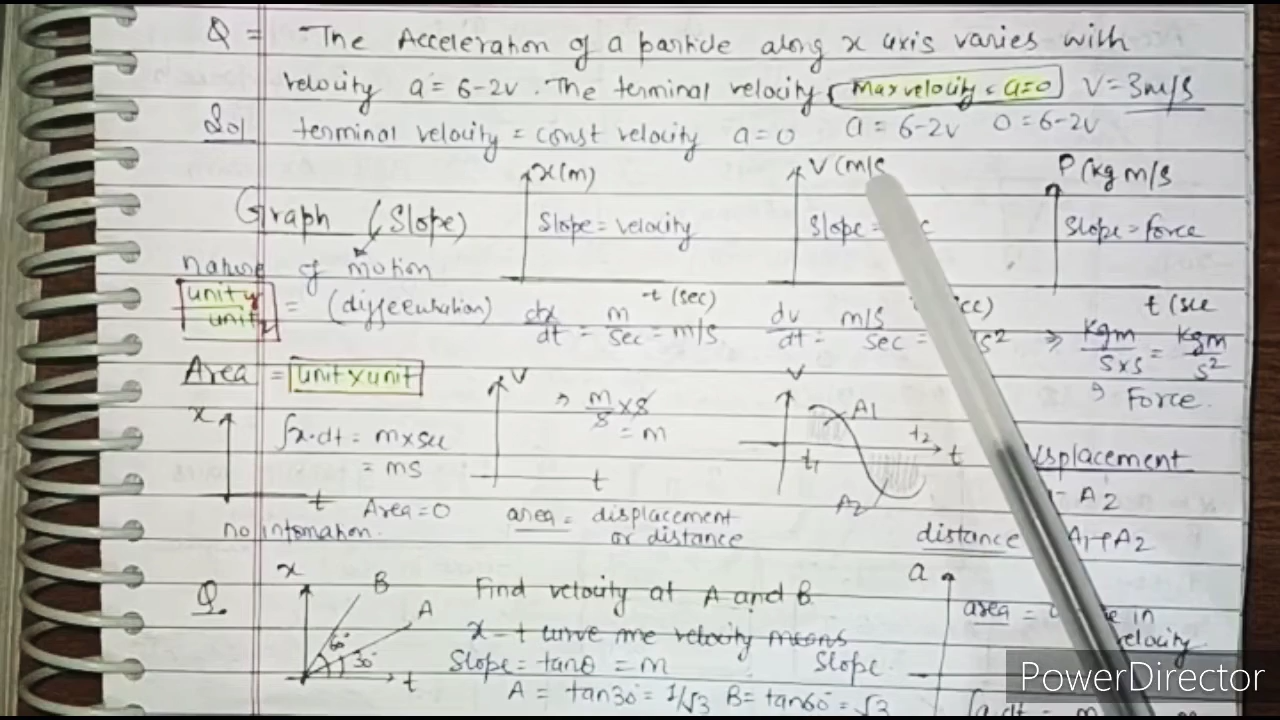 Q = The Acceleration of a particle along x axis varies with
velocity a = 6-2v. The terminal velocity, Max velocity = a=0 V = 3m/s
Sol terminal velocity = const velocity a=0 a = 6-2v 0 = 6-2v
Graph (Slope)
nature of motion
x(m)
Slope = velocity
t (sec)
V (m/s
Slope =
P (kg m/s
Slope = force
t (sec
unit y / unit = (differentiation)
dx/dt = m/sec = m/s.
dv/dt = m/s / sec = s2
⇒ kgm / s×s = kgm / s2
⇒ Force.
Area = unit x unit
x
∫x.dt = m×sec
= ms
t
Area = 0
no information.
V
⇒ m/s × s
= m
t
area = displacement
or distance
V
A1
t1
t2
t
A2
displacement
A2
distance A1+A2
Q.
x
B
A
60°
30°
t
Find velocity at A and B.
x-t curve me velocity means
Slope = tanθ = m Slope.
A = tan30° = 1/√3 B = tan60° = √3
a
area = in
velocity
∫a dt = m
PowerDirector